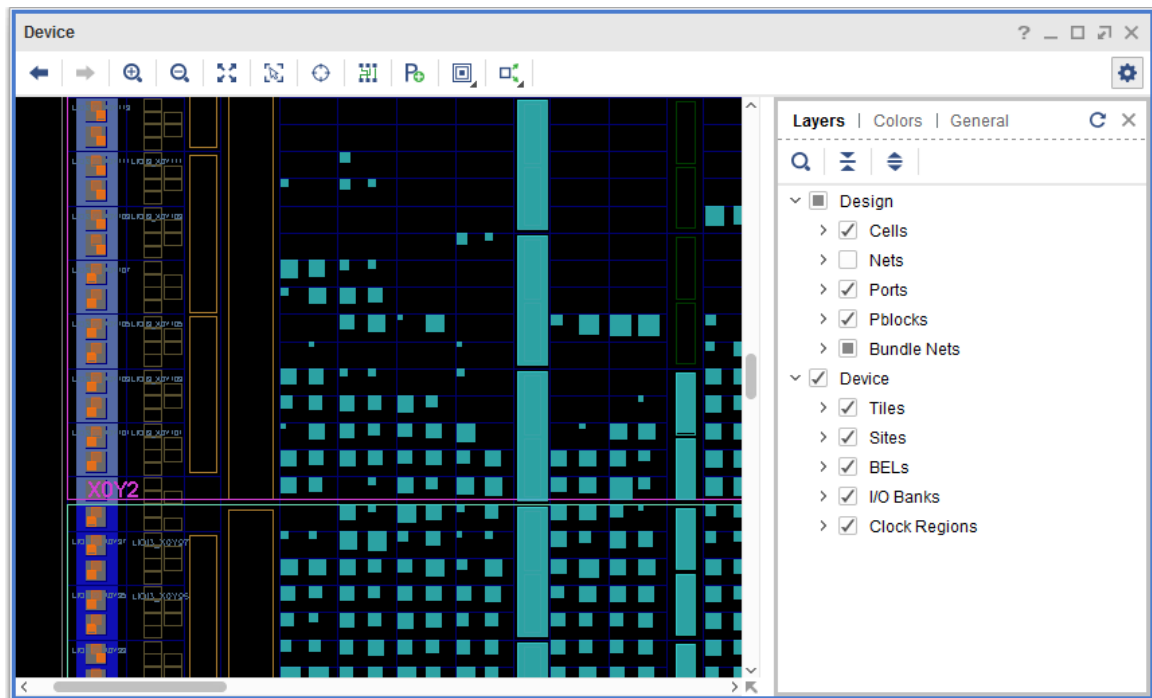 Device
Layers | Colors | General
Design
Cells
Nets
Ports
Pblocks
Bundle Nets
Device
Tiles
Sites
BELs
I/O Banks
Clock Regions
X0Y2